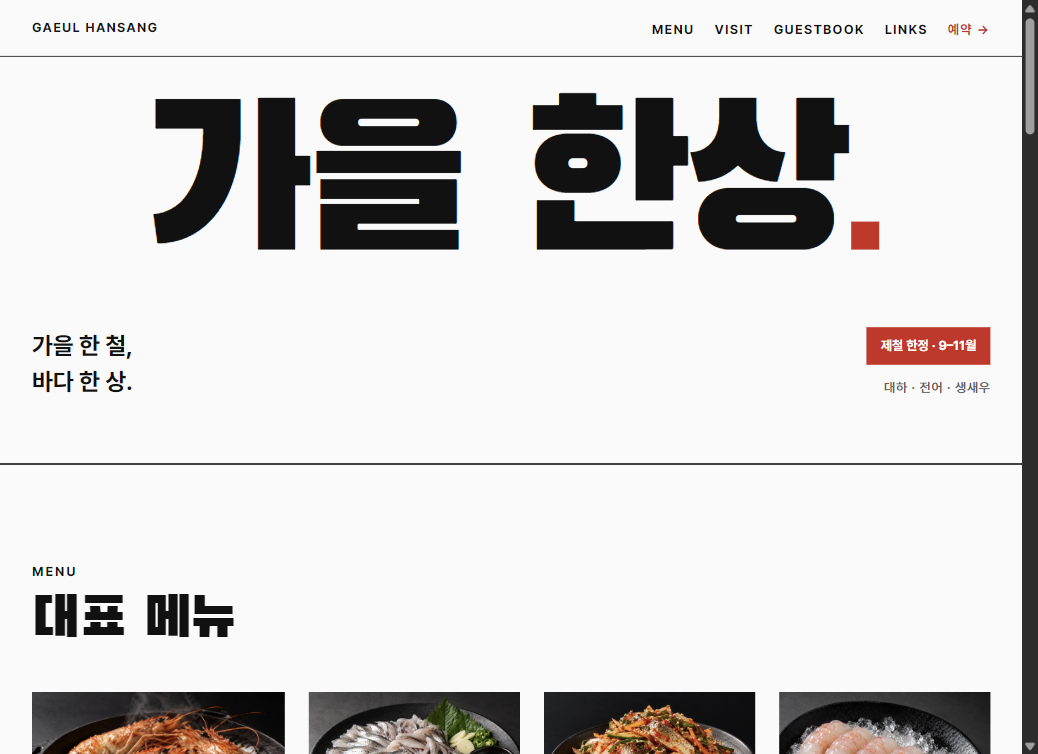 GAEUL HANSANG
MENU VISIT GUESTBOOK LINKS 예약 →
가을 한상.
가을 한 철,
바다 한 상.
제철 한정 · 9–11월
대하 · 전어 · 생새우
MENU
대표 메뉴